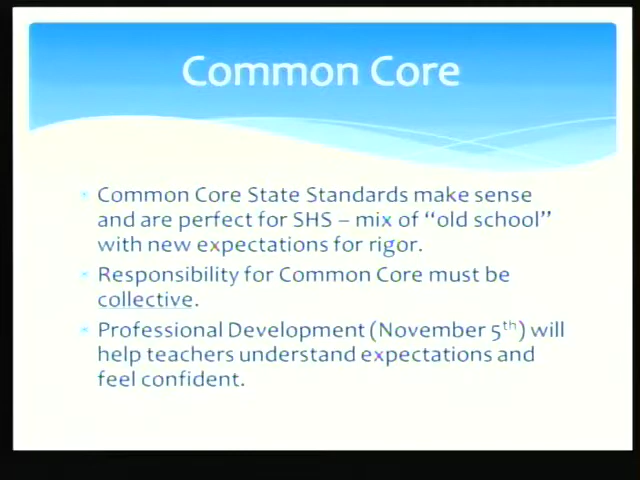 Common Core
Common Core State Standards make sense
and are perfect for SHS – mix of “old school”
with new expectations for rigor.
Responsibility for Common Core must be
collective.
Professional Development (November 5th) will
help teachers understand expectations and
feel confident.